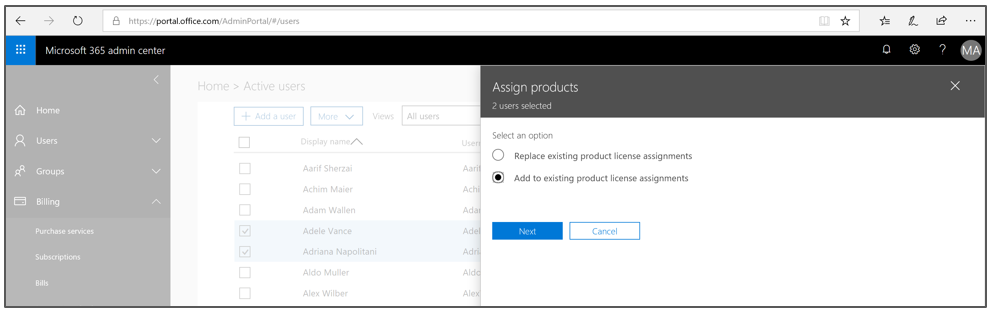 https://portal.office.com/AdminPortal/#/users
Microsoft 365 admin center
MA
Home
Users
Groups
Billing
Purchase services
Subscriptions
Bills
Home > Active users
+ Add a user
More
Views
All users
Display name
Usern
Aarif Sherzai
Aarif
Achim Maier
Achi
Adam Wallen
Ada
Adele Vance
Adel
Adriana Napolitani
Adri
Aldo Muller
Aldo
Alex Wilber
Alex
Assign products
2 users selected
Select an option
Replace existing product license assignments
Add to existing product license assignments
Next
Cancel